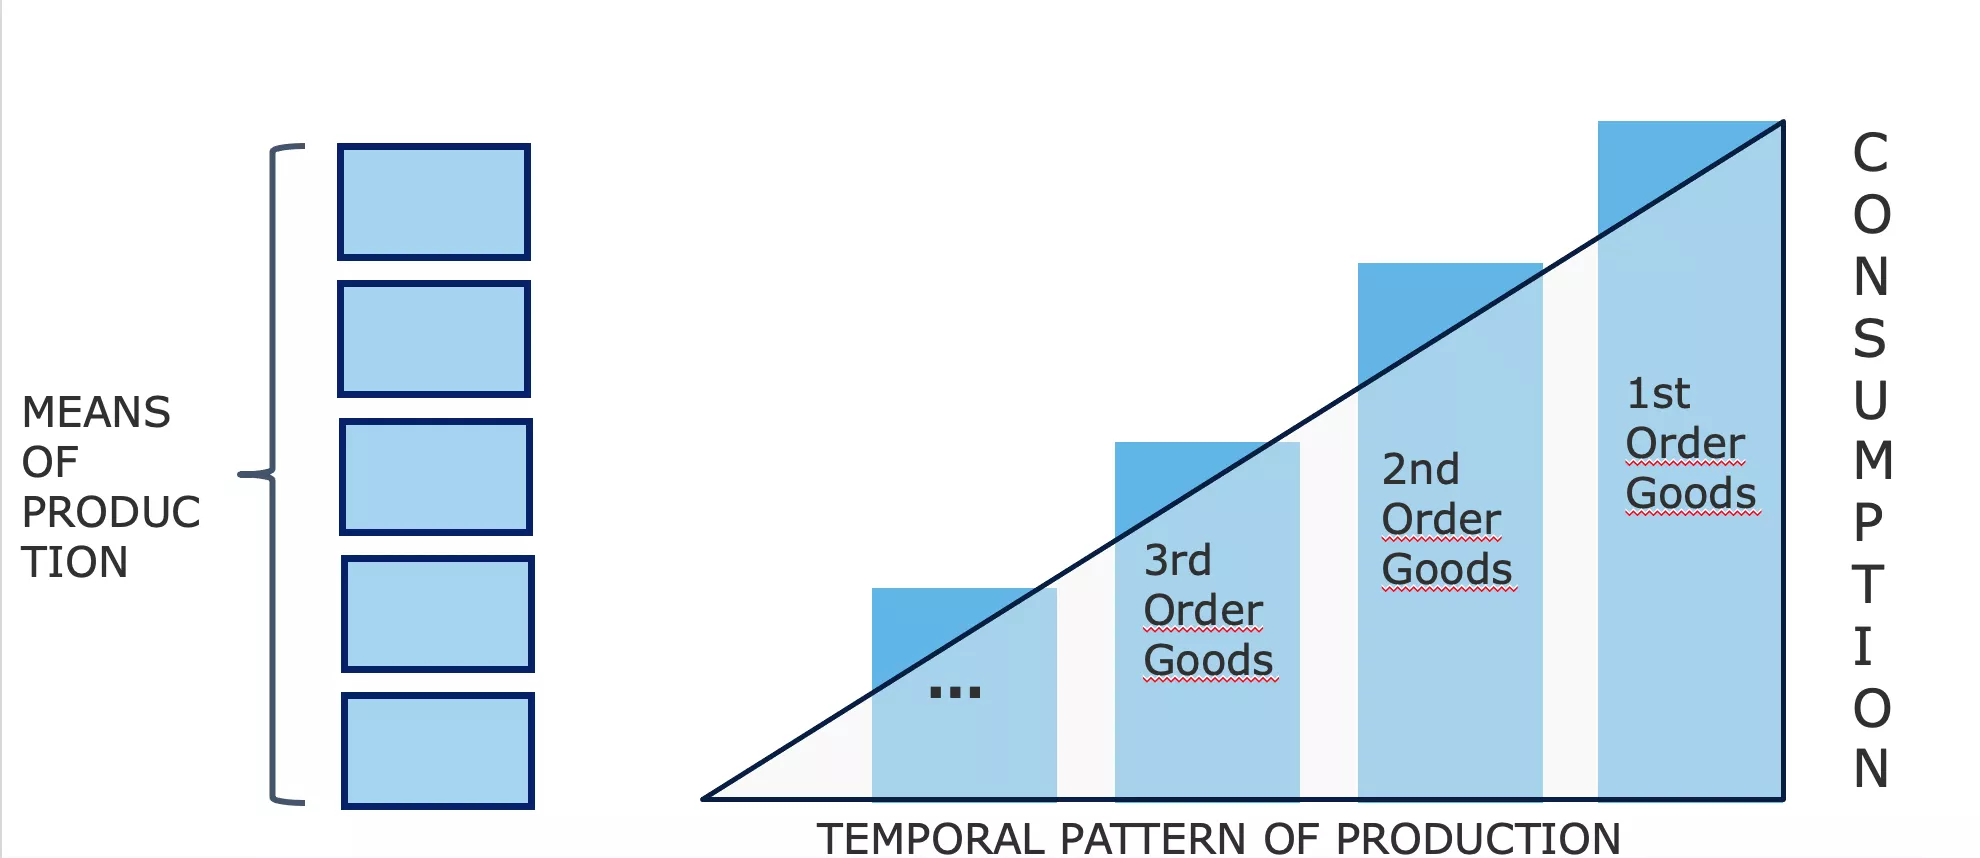 MEANS
OF
PRODUC
TION
...
3rd
Order
Goods
2nd
Order
Goods
1st
Order
Goods
C
O
N
S
U
M
P
T
I
O
N
TEMPORAL PATTERN OF PRODUCTION